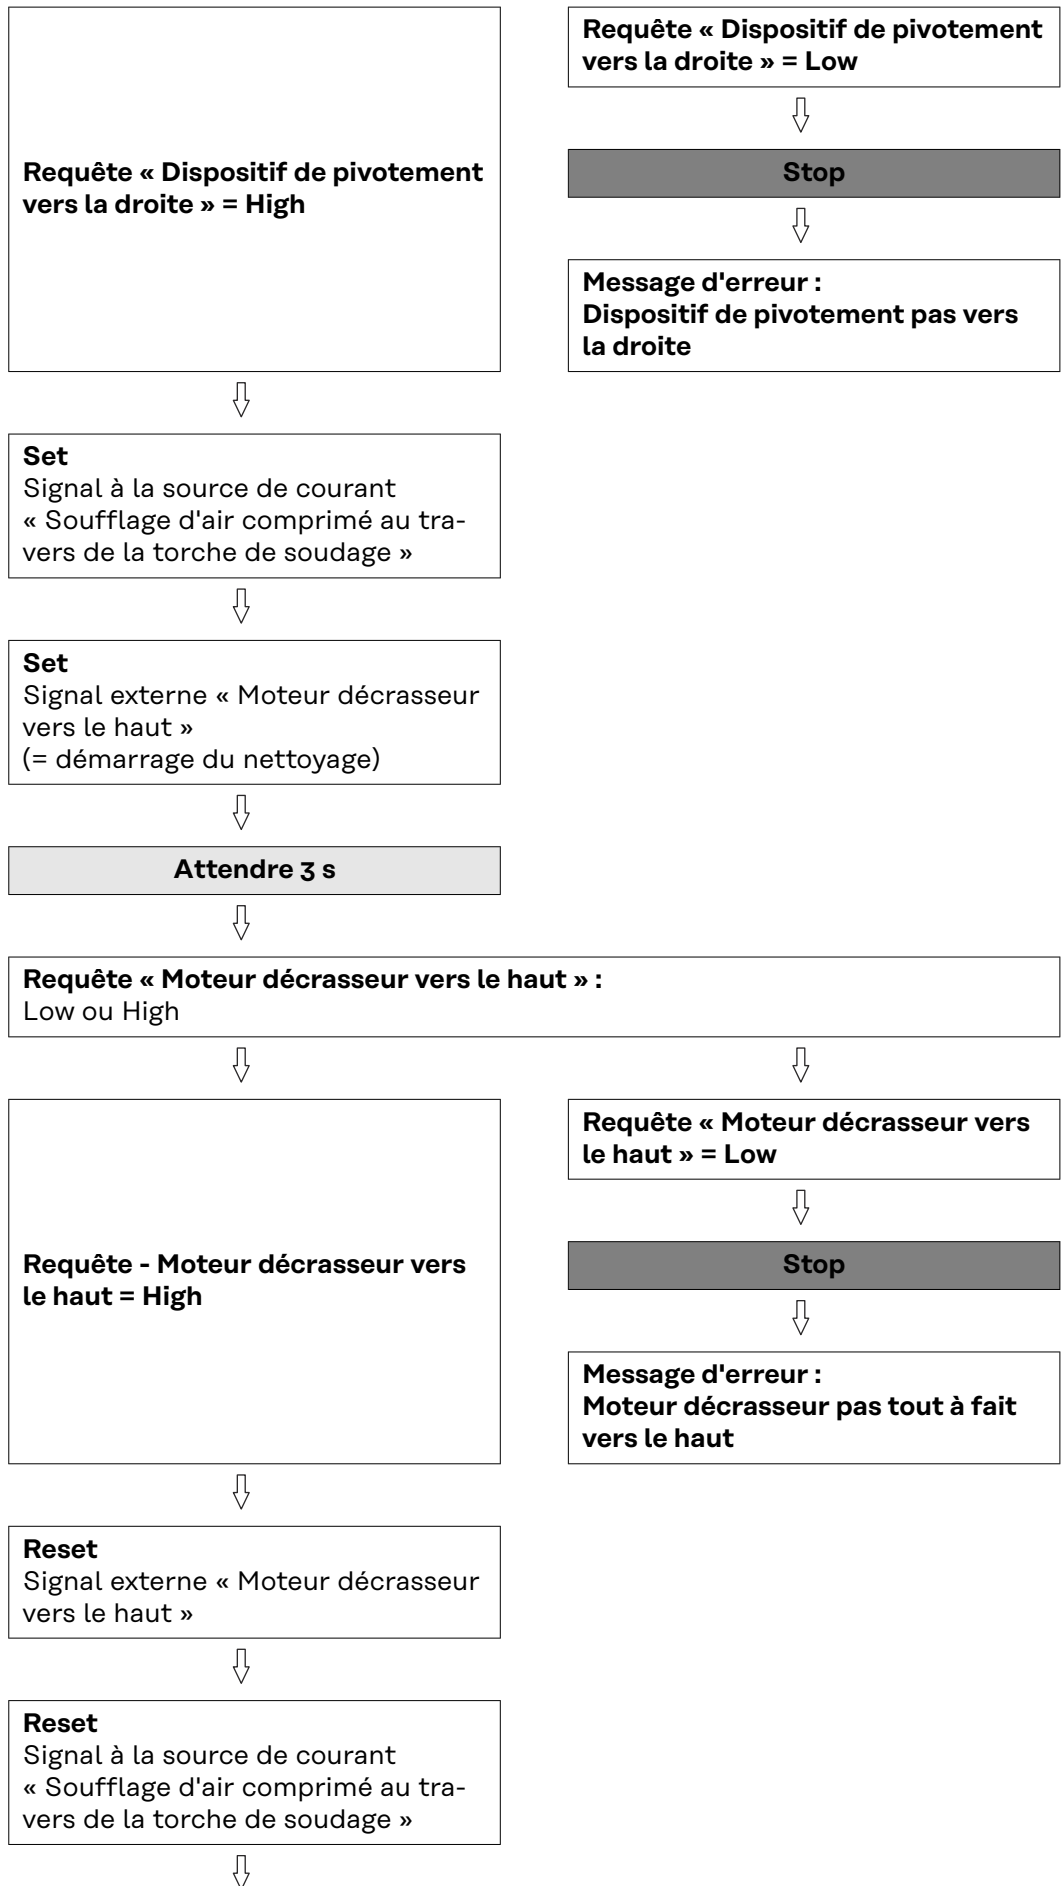 Requête « Dispositif de pivotement
vers la droite » = High
Requête « Dispositif de pivotement
vers la droite » = Low
Stop
Message d'erreur :
Dispositif de pivotement pas vers
la droite
Set
Signal à la source de courant
« Soufflage d'air comprimé au tra-
vers de la torche de soudage »
Set
Signal externe « Moteur décrasseur
vers le haut »
(= démarrage du nettoyage)
Attendre 3 s
Requête « Moteur décrasseur vers le haut » :
Low ou High
Requête - Moteur décrasseur vers
le haut = High
Requête « Moteur décrasseur vers
le haut » = Low
Stop
Message d'erreur :
Moteur décrasseur pas tout à fait
vers le haut
Reset
Signal externe « Moteur décrasseur
vers le haut »
Reset
Signal à la source de courant
« Soufflage d'air comprimé au tra-
vers de la torche de soudage »